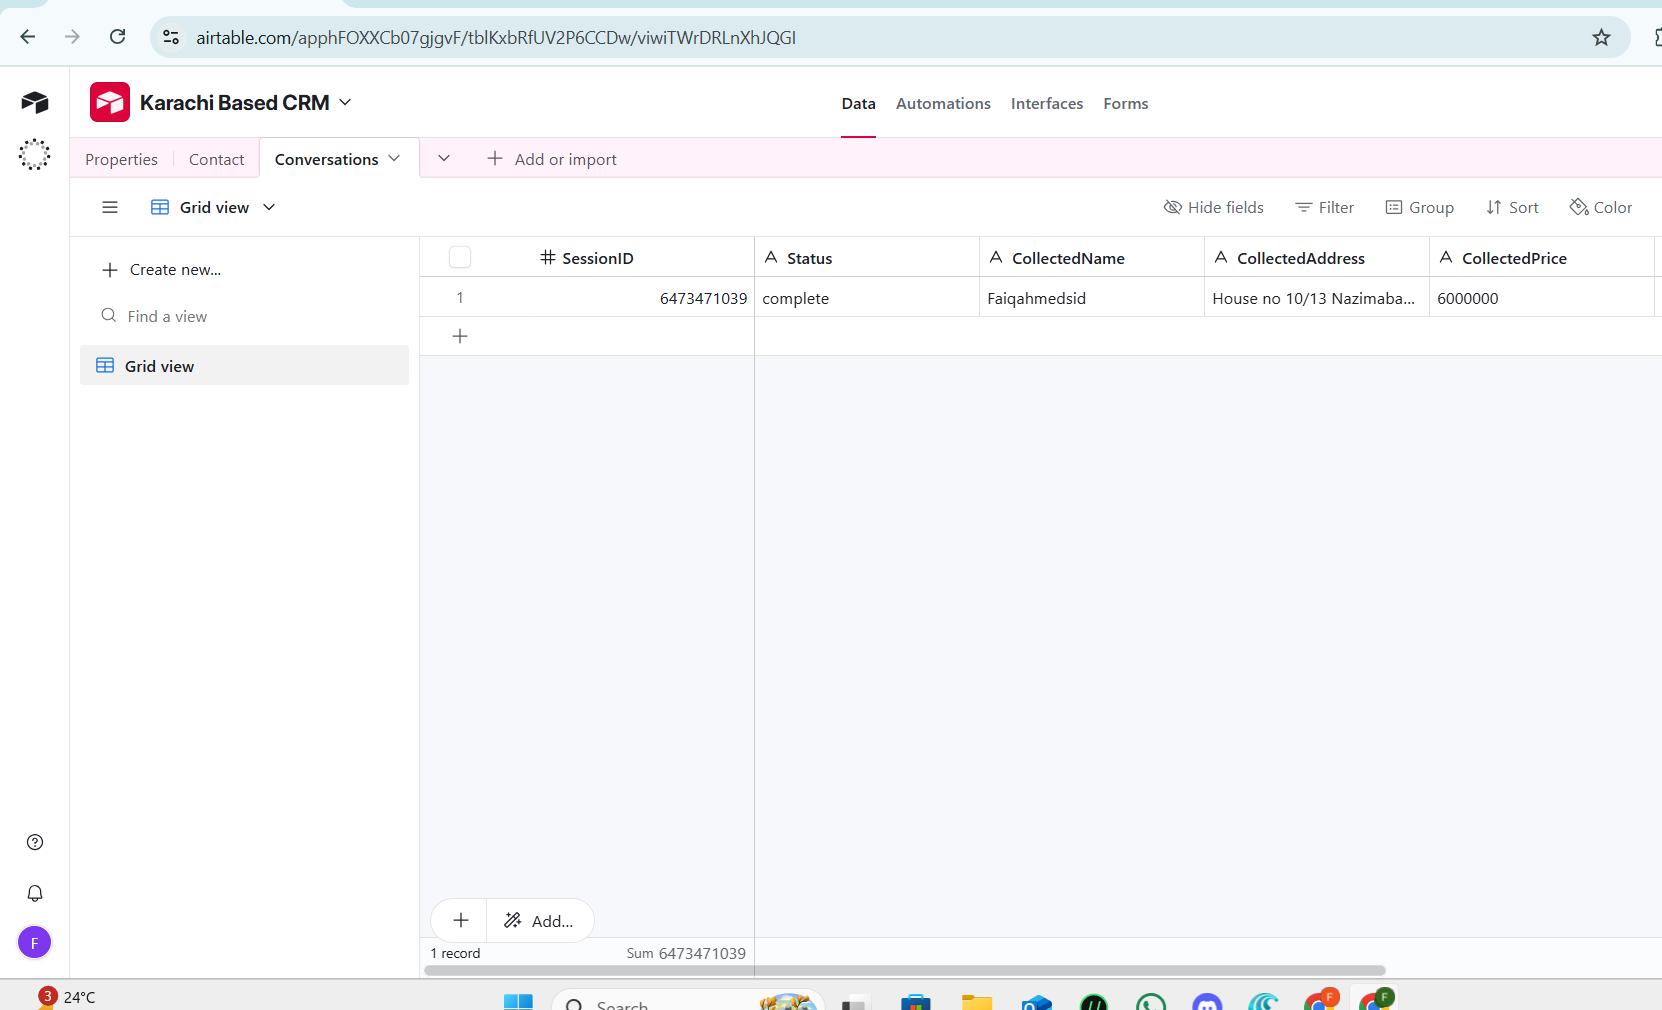 airtable.com/apphFOXXCb07gjgvF/tblKxbRfUV2P6CCDw/viwiTWrDRLnXhJQGI
Karachi Based CRM
Data Automations Interfaces Forms
Properties Contact Conversations Add or import
Grid view Hide fields Filter Group Sort Color
Create new...
Find a view
Grid view
SessionID Status CollectedName CollectedAddress CollectedPrice
1 6473471039 complete Faiqahmedsid House no 10/13 Nazimaba... 6000000
Add...
1 record Sum 6473471039
F
3 24°C Search F F